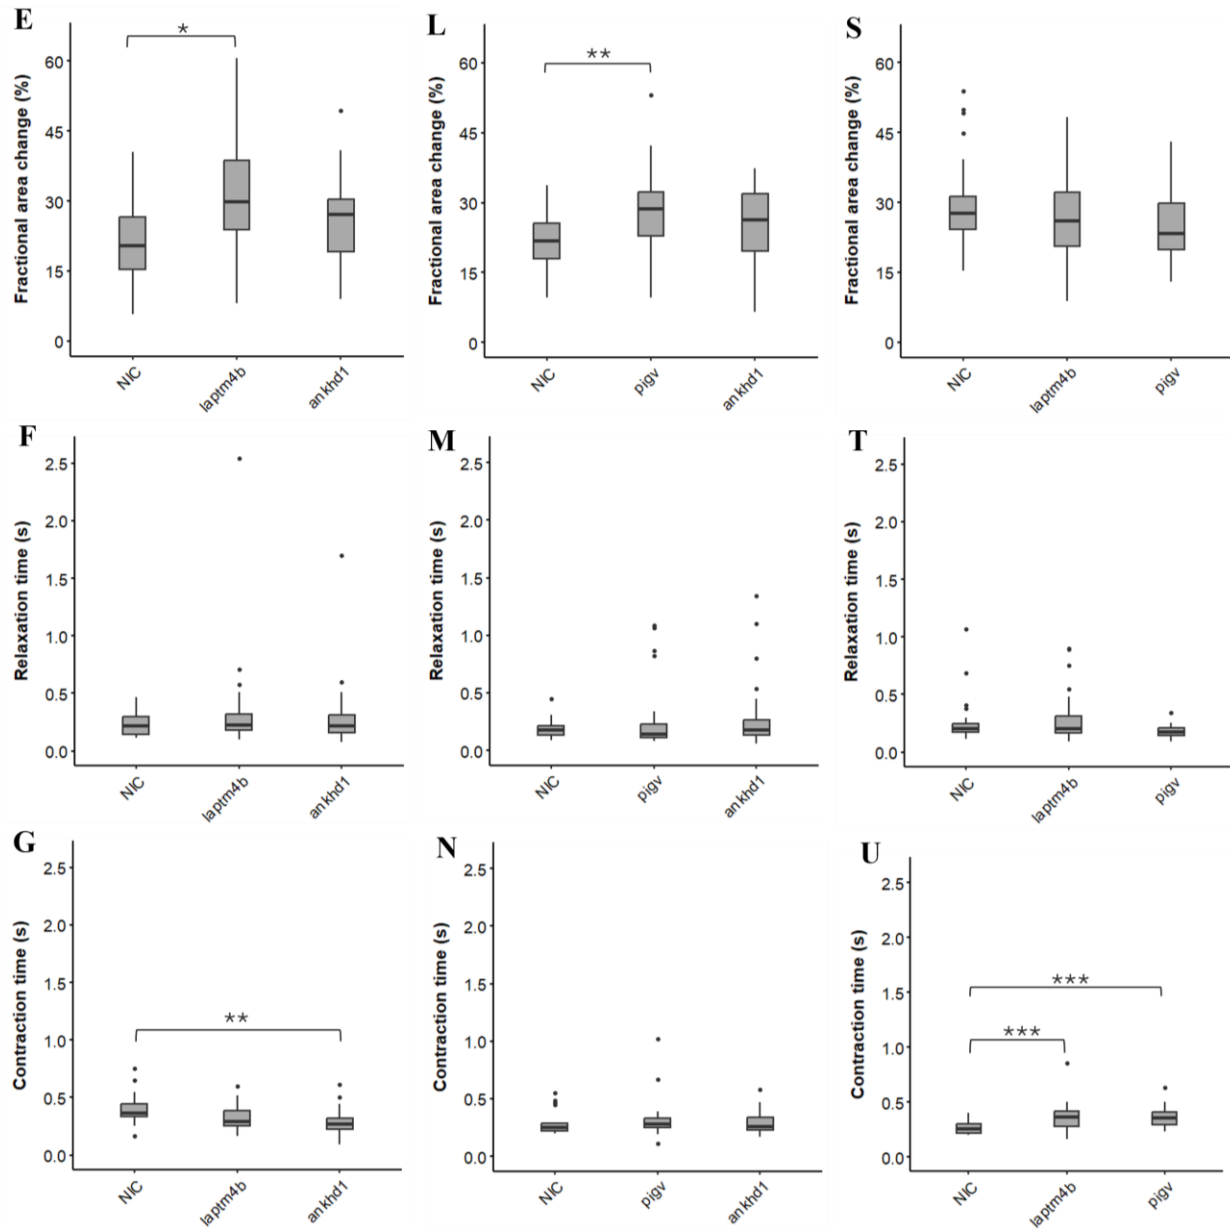 E
*
Fractional area change (%)
60
45
30
15
0
NIC
laptm4b
ankhd1
L
**
Fractional area change (%)
60
45
30
15
0
NIC
pigv
ankhd1
S
Fractional area change (%)
60
45
30
15
0
NIC
laptm4b
pigv
F
Relaxation time (s)
2.5
2.0
1.5
1.0
0.5
0.0
NIC
laptm4b
ankhd1
M
Relaxation time (s)
2.5
2.0
1.5
1.0
0.5
0.0
NIC
pigv
ankhd1
T
Relaxation time (s)
2.5
2.0
1.5
1.0
0.5
0.0
NIC
laptm4b
pigv
G
Contraction time (s)
2.5
2.0
1.5
1.0
0.5
0.0
**
NIC
laptm4b
ankhd1
N
Contraction time (s)
2.5
2.0
1.5
1.0
0.5
0.0
NIC
pigv
ankhd1
U
Contraction time (s)
2.5
2.0
1.5
1.0
0.5
0.0
***
***
NIC
laptm4b
pigv